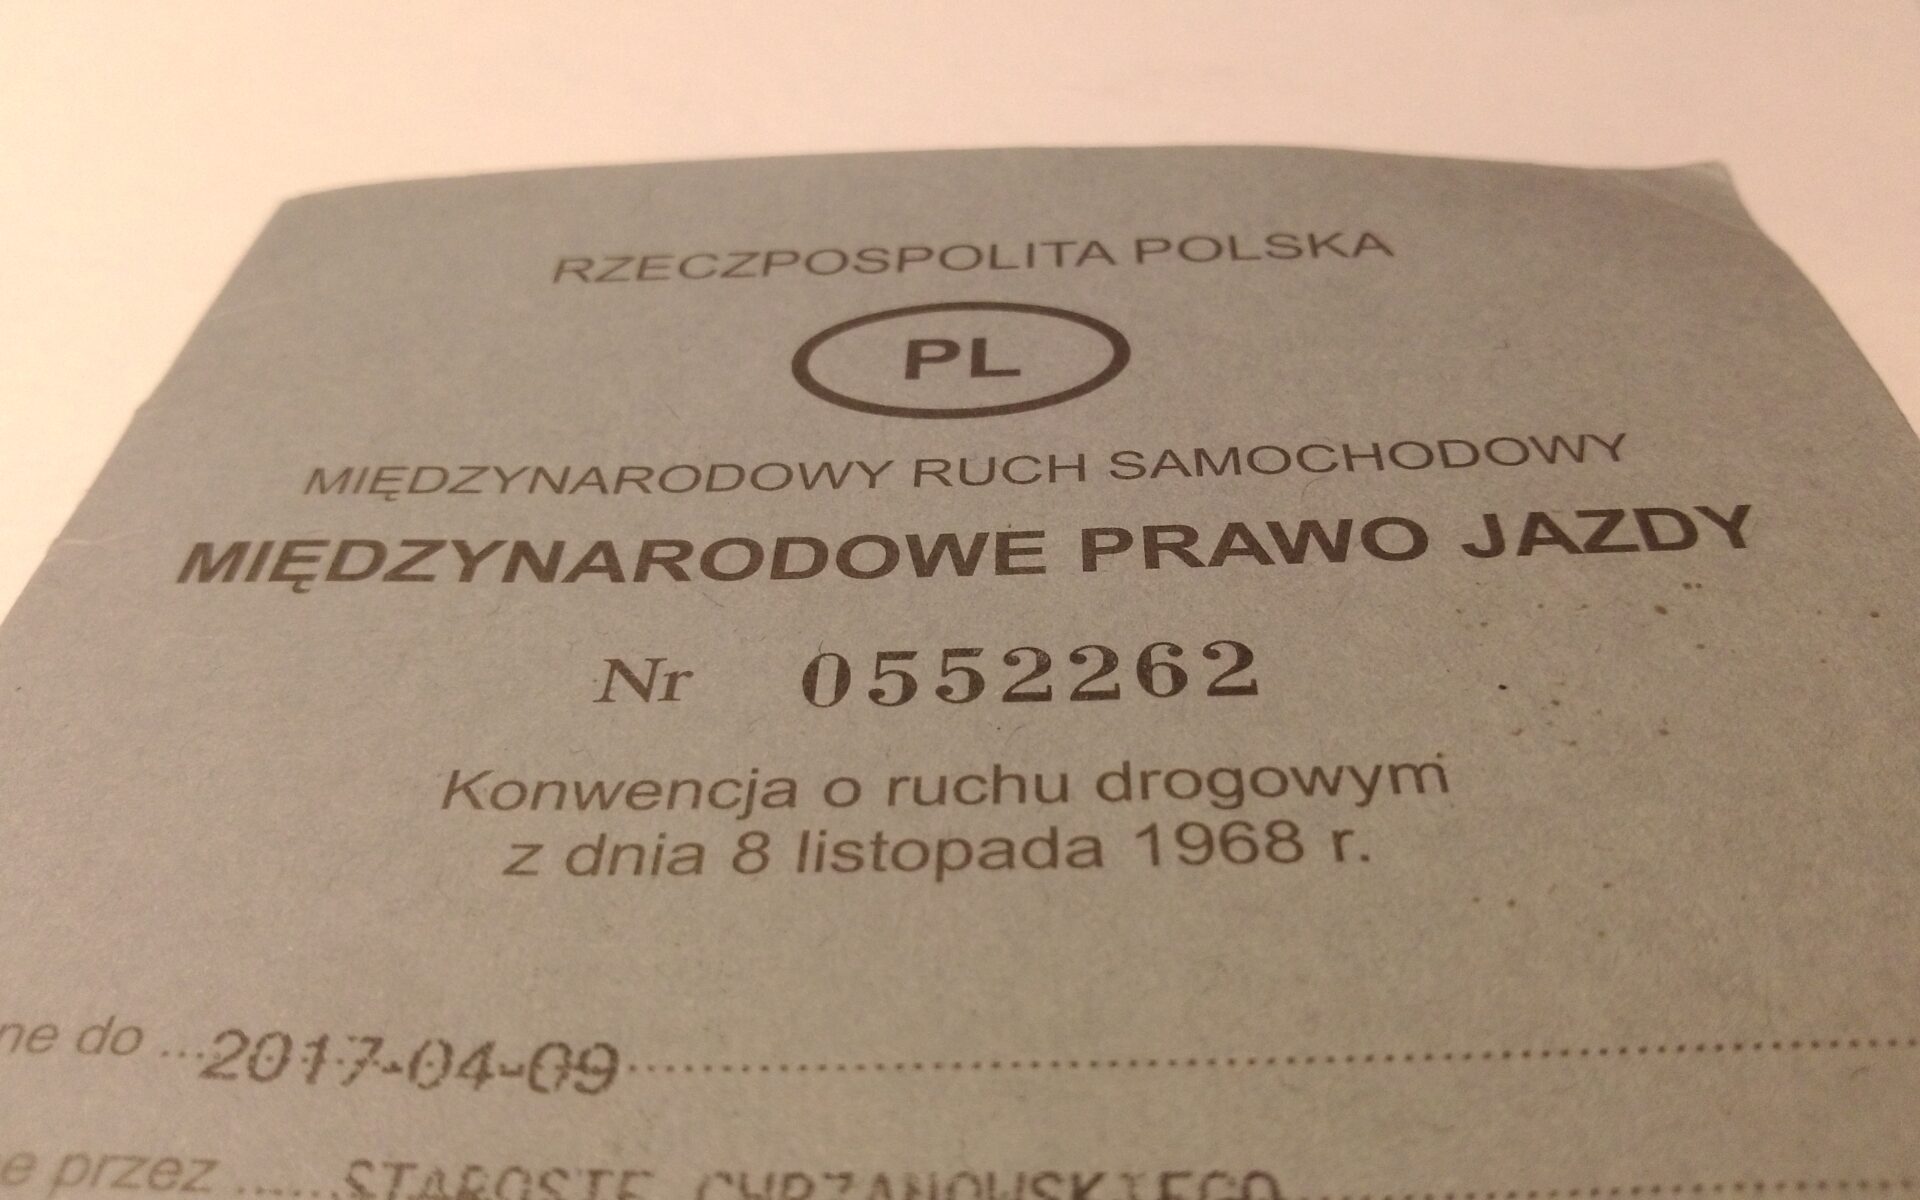 RZECZPOSPOLITA POLSKA
PL
MIĘDZYNARODOWY RUCH SAMOCHODOWY
MIĘDZYNARODOWE PRAWO JAZDY
Nr 0552262
Konwencja o ruchu drogowym
z dnia 8 listopada 1968 r.
ne do ...2017-04-09
e przez ...... STAROSTĘ CHRZANOWSKIEGO